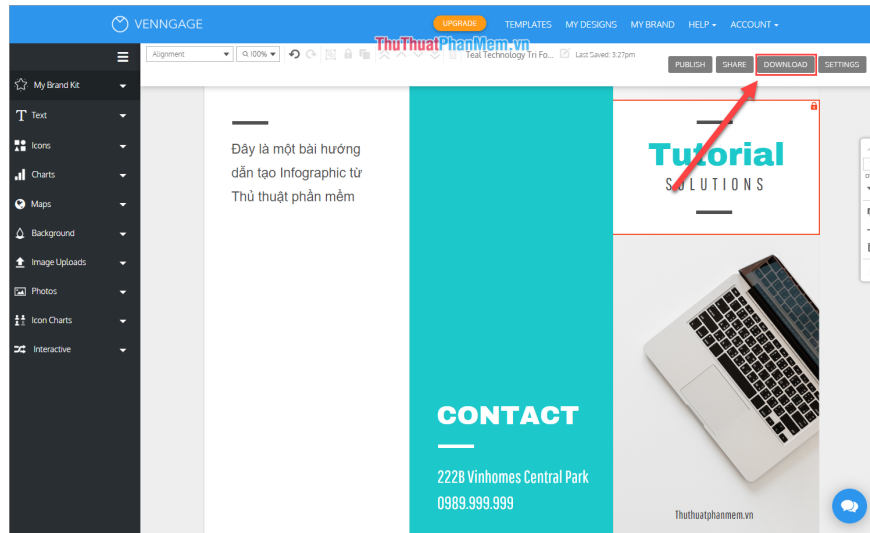 VENNGAGE
UPGRADE TEMPLATES MY DESIGNS MY BRAND HELP ACCOUNT
ThuThuatPhanMem.vn
Alignment 100% Teal Technology Tri Fo... Last Saved: 3:27pm
PUBLISH SHARE DOWNLOAD SETTINGS
My Brand Kit
Text
Icons
Charts
Maps
Background
Image Uploads
Photos
Icon Charts
Interactive
Đây là một bài hướng
dẫn tạo Infographic từ
Thủ thuật phần mềm
Tutorial
SOLUTIONS
CONTACT
222B Vinhomes Central Park
0989.999.999
Thuthuatphanmem.vn